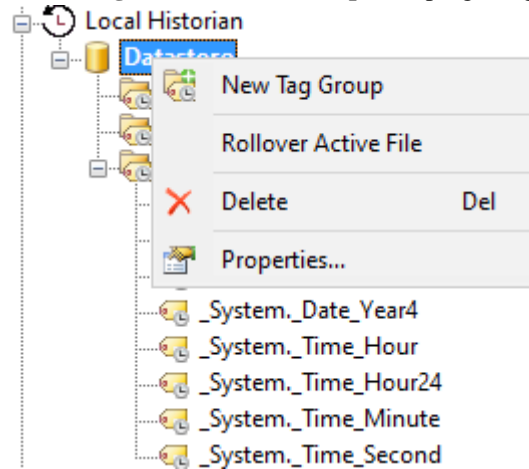 Local Historian
Datastore
New Tag Group
Rollover Active File
Delete Del
Properties...
_System._Date_Year4
_System._Time_Hour
_System._Time_Hour24
_System._Time_Minute
_System._Time_Second